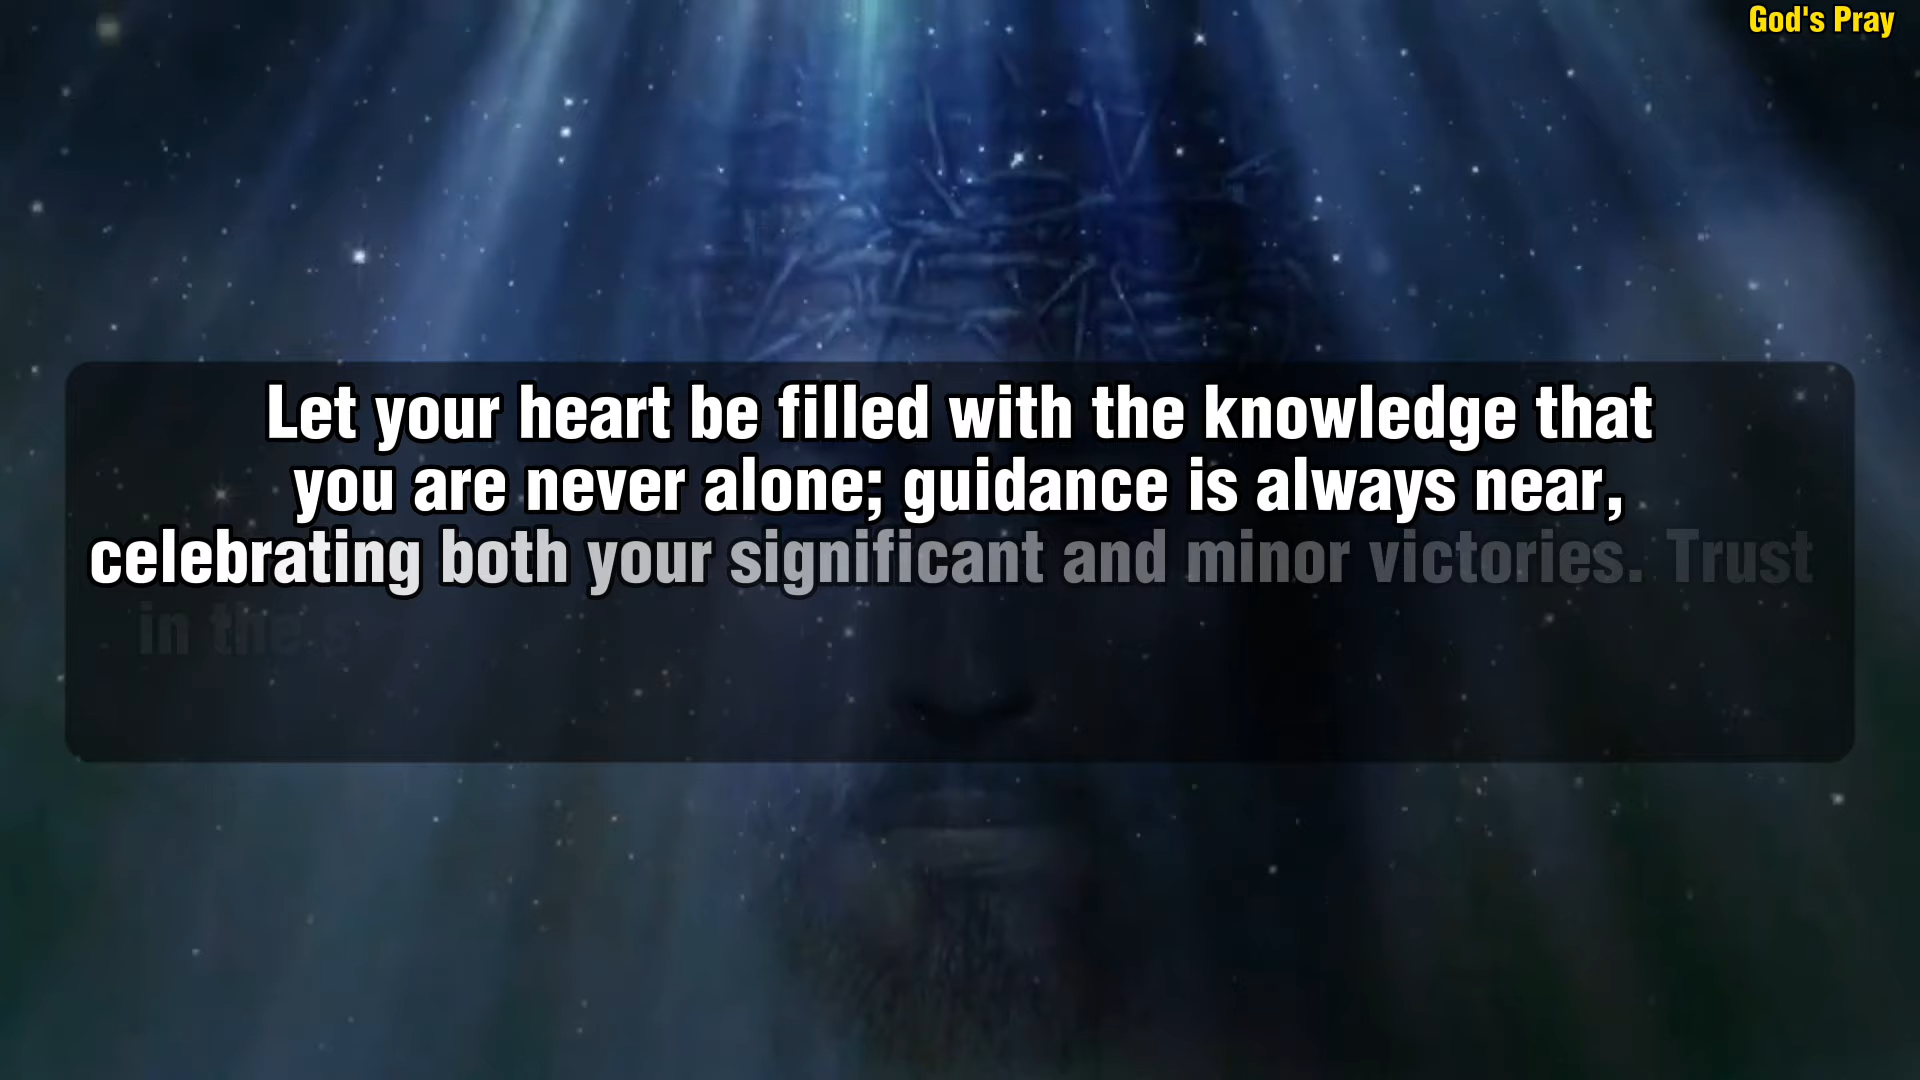 God's Pray
Let your heart be filled with the knowledge that
you are never alone; guidance is always near,
celebrating both your significant and minor victories. Trust
in the